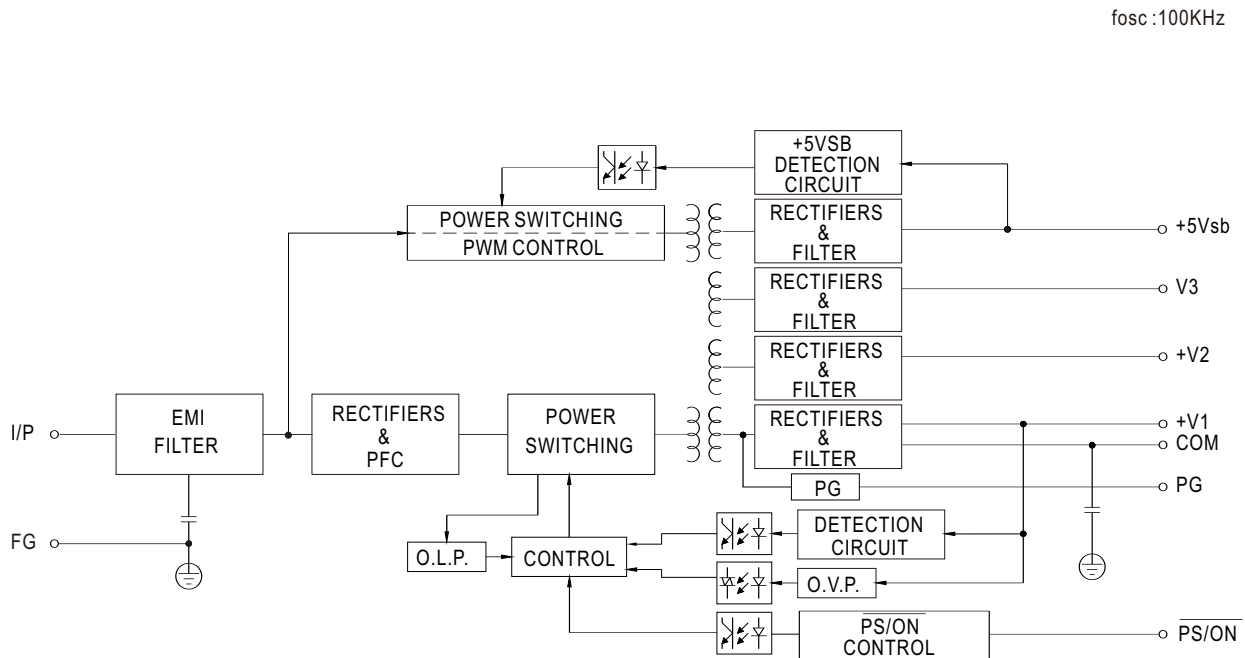 fosc :100KHz
+5VSB
DETECTION
CIRCUIT
POWER SWITCHING
PWM CONTROL
RECTIFIERS
&
FILTER
+5Vsb
RECTIFIERS
&
FILTER
V3
RECTIFIERS
&
FILTER
+V2
I/P
EMI
FILTER
RECTIFIERS
&
PFC
POWER
SWITCHING
RECTIFIERS
&
FILTER
+V1
COM
PG
PG
FG
O.L.P.
CONTROL
DETECTION
CIRCUIT
O.V.P.
PS/ON
CONTROL
PS/ON